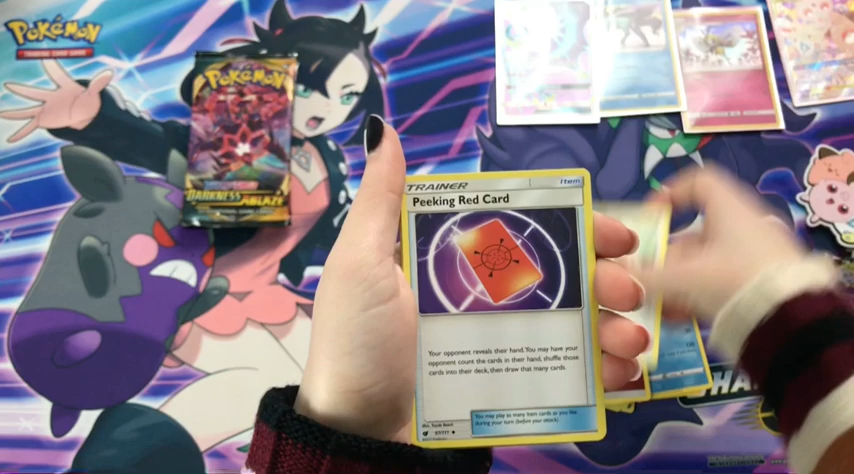 Pokémon
TRADING CARD GAME
Pokémon
DARKNESS ABLAZE
TRAINER
Item
Peeking Red Card
Your opponent reveals their hand. You may have your
opponent count the cards in their hand, shuffle those
cards into their deck, then draw that many cards.
You may play as many Item cards as you like
during your turn (before your attack).
97/111